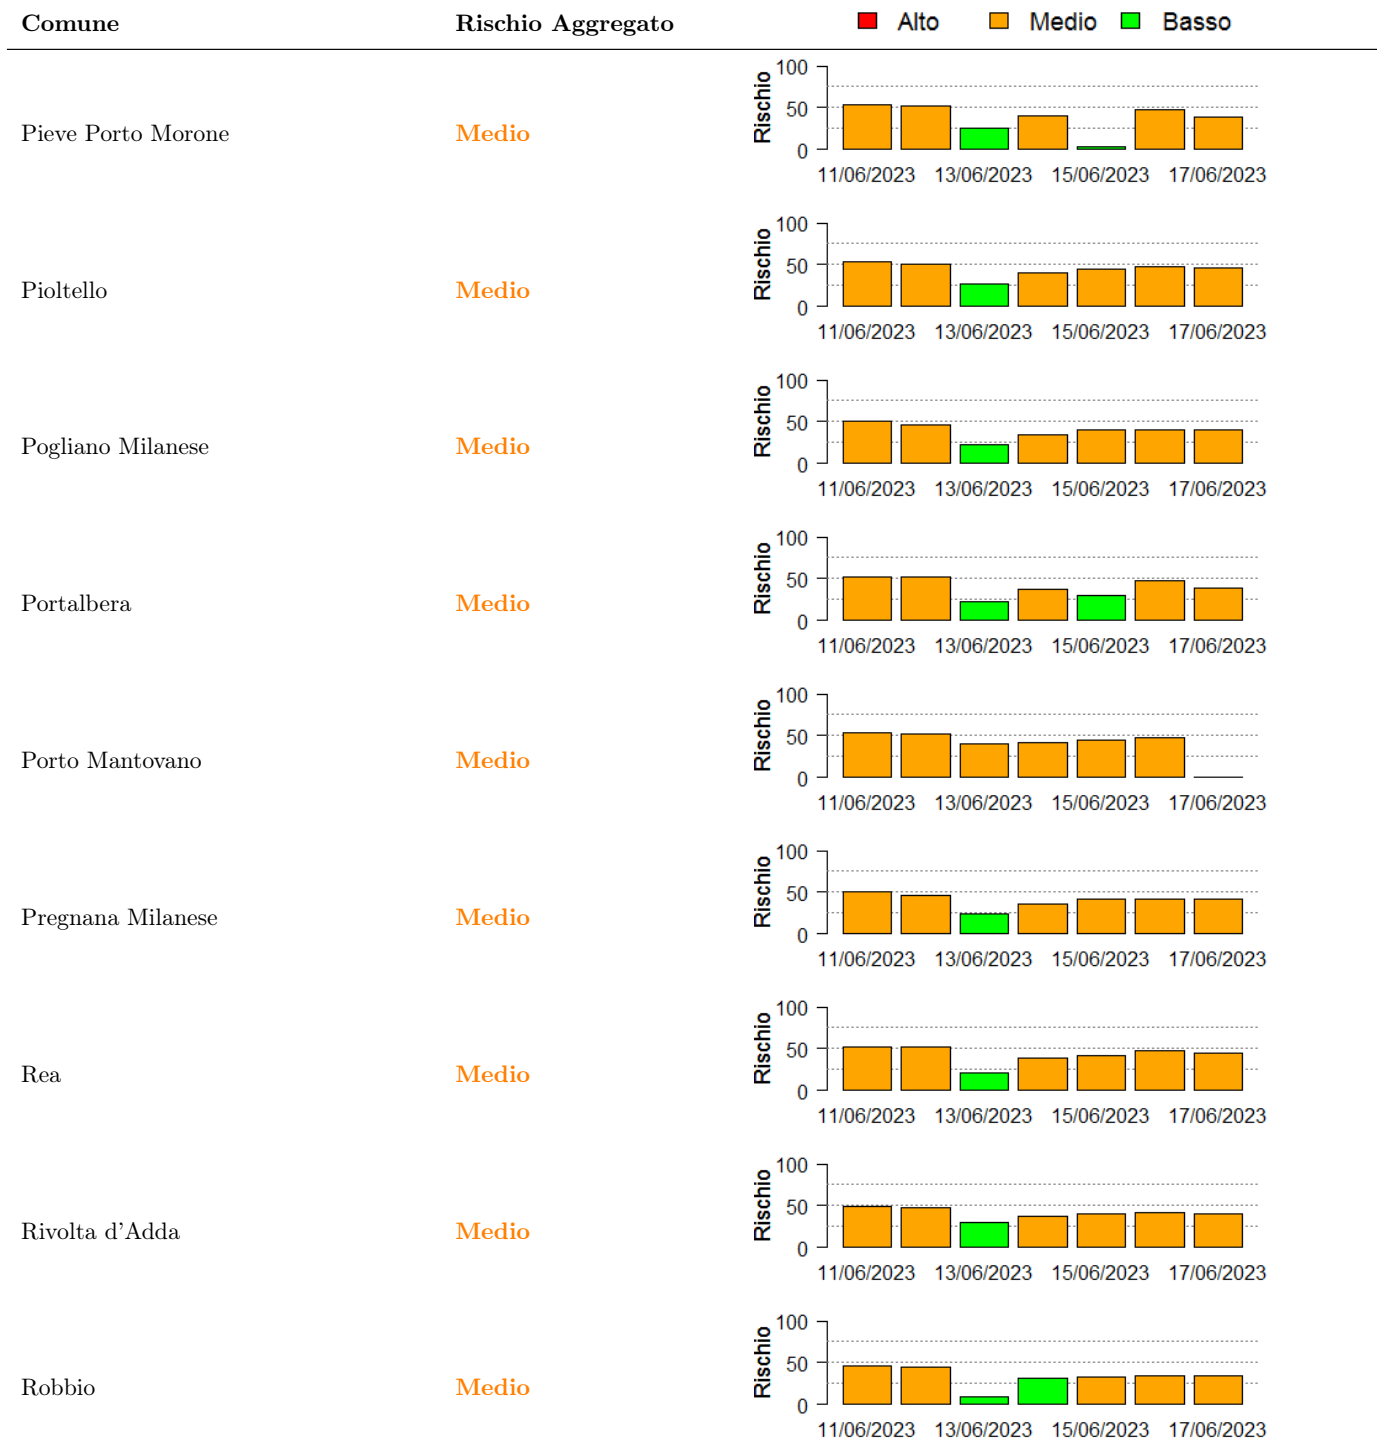 Comune Rischio Aggregato Alto Medio Basso
Pieve Porto Morone Medio Rischio 100 50 0
11/06/2023 13/06/2023 15/06/2023 17/06/2023
Pioltello Medio Rischio 100 50 0
11/06/2023 13/06/2023 15/06/2023 17/06/2023
Pogliano Milanese Medio Rischio 100 50 0
11/06/2023 13/06/2023 15/06/2023 17/06/2023
Portalbera Medio Rischio 100 50 0
11/06/2023 13/06/2023 15/06/2023 17/06/2023
Porto Mantovano Medio Rischio 100 50 0
11/06/2023 13/06/2023 15/06/2023 17/06/2023
Pregnana Milanese Medio Rischio 100 50 0
11/06/2023 13/06/2023 15/06/2023 17/06/2023
Rea Medio Rischio 100 50 0
11/06/2023 13/06/2023 15/06/2023 17/06/2023
Rivolta d'Adda Medio Rischio 100 50 0
11/06/2023 13/06/2023 15/06/2023 17/06/2023
Robbio Medio Rischio 100 50 0
11/06/2023 13/06/2023 15/06/2023 17/06/2023